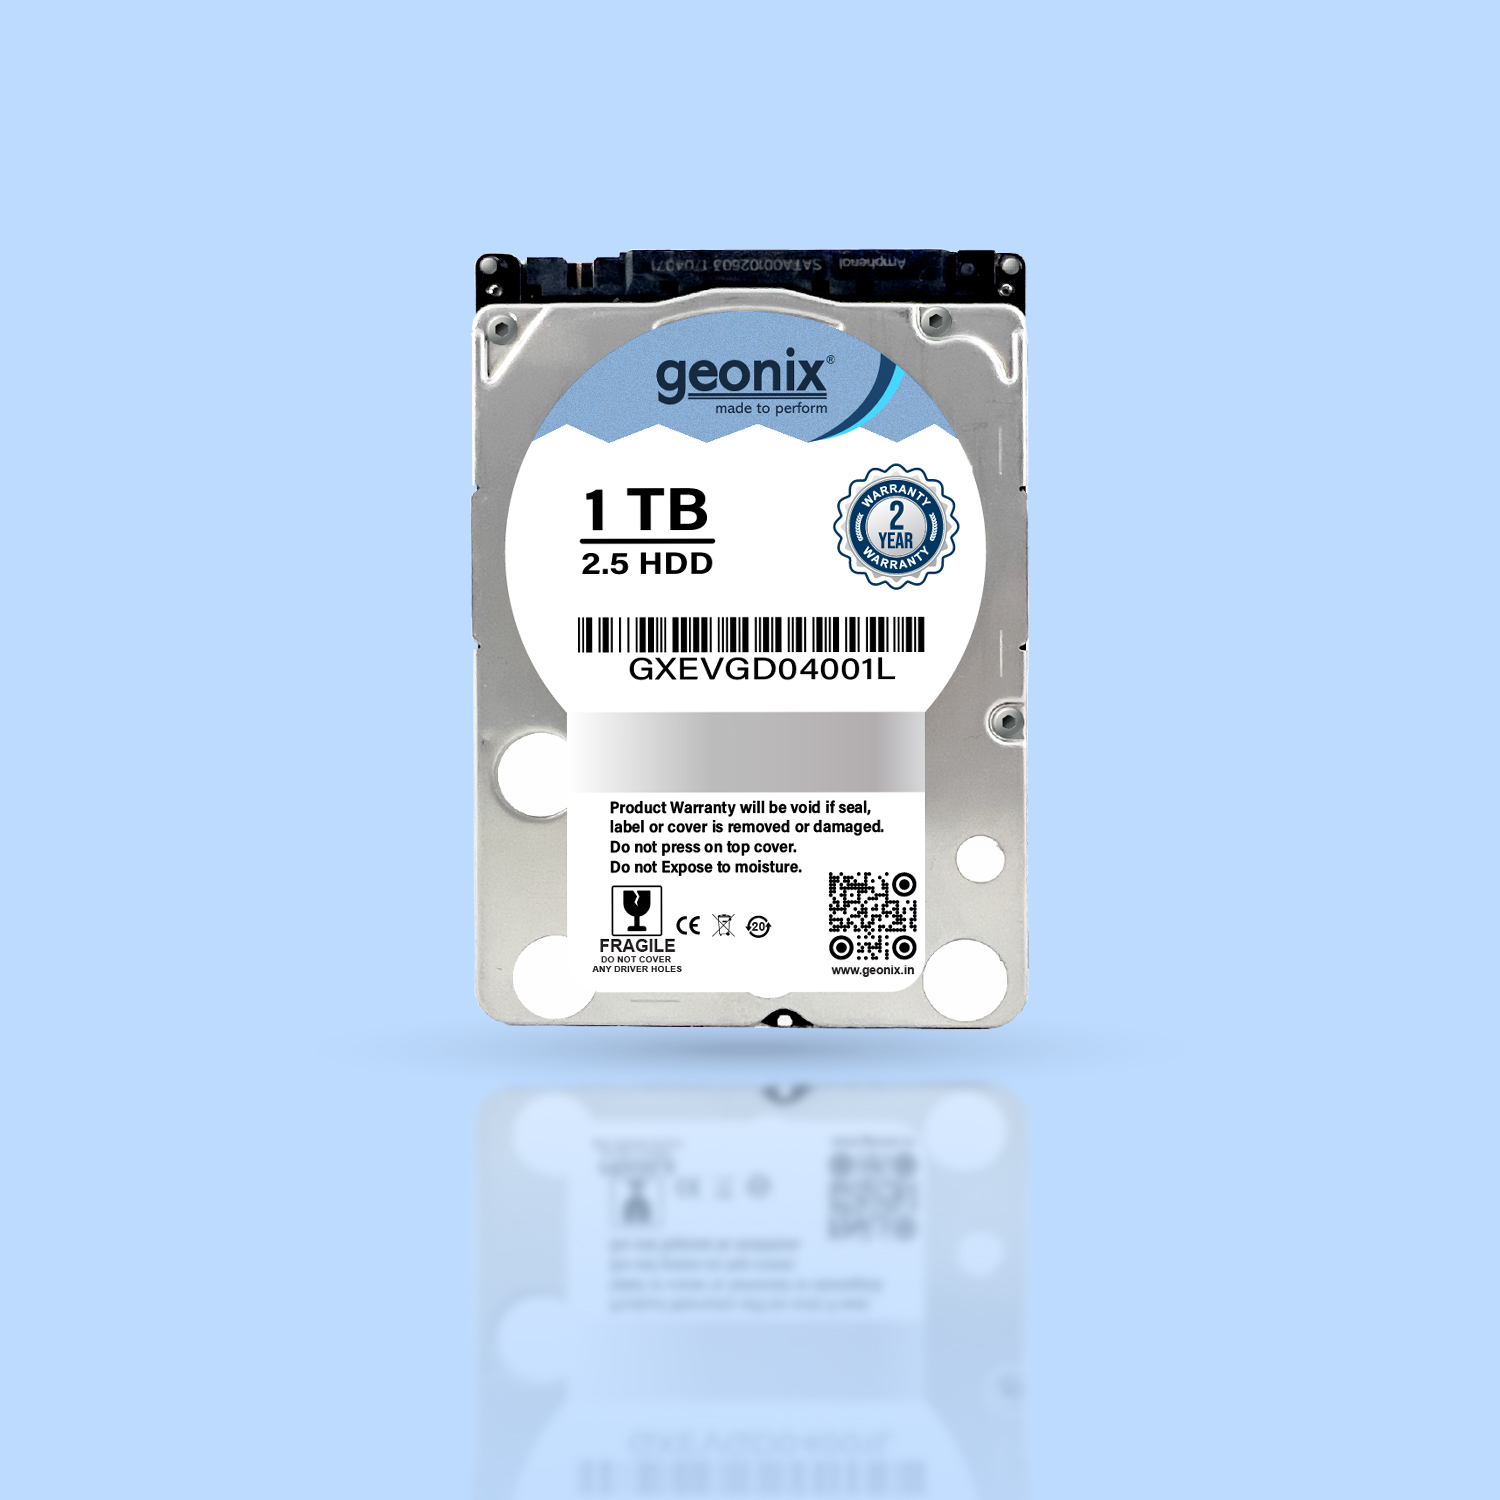 Amphenol SATA00102503 1704071
geonix®
made to perform
1 TB
2.5 HDD
WARRANTY
2
YEAR
WARRANTY
GXEVGD04001L
Product Warranty will be void if seal,
label or cover is removed or damaged.
Do not press on top cover.
Do not Expose to moisture.
CE
20
FRAGILE
DO NOT COVER
ANY DRIVER HOLES
www.geonix.in